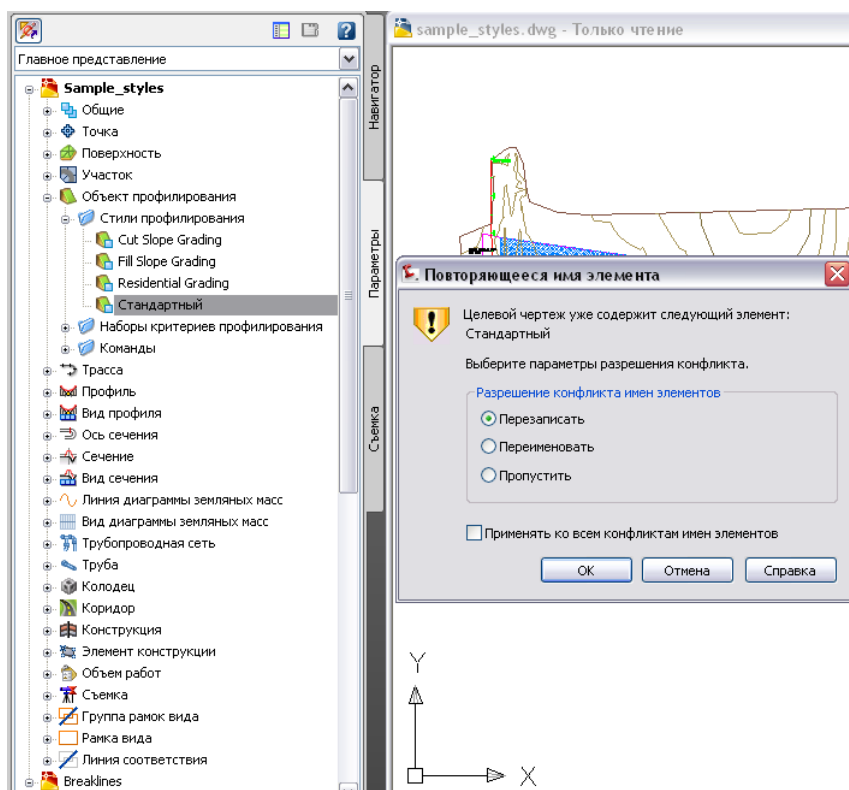 sample_styles.dwg - Только чтение
Главное представление
Sample_styles
Общие
Точка
Поверхность
Участок
Объект профилирования
Стили профилирования
Cut Slope Grading
Fill Slope Grading
Residential Grading
Стандартный
Наборы критериев профилирования
Команды
Трасса
Профиль
Вид профиля
Ось сечения
Сечение
Вид сечения
Линия диаграммы земляных масс
Вид диаграммы земляных масс
Трубопроводная сеть
Труба
Колодец
Коридор
Конструкция
Элемент конструкции
Объем работ
Съемка
Группа рамок вида
Рамка вида
Линия соответствия
Breaklines
Навигатор
Параметры
Съемка
Повторяющееся имя элемента
Целевой чертеж уже содержит следующий элемент:
Стандартный
Выберите параметры разрешения конфликта.
Разрешение конфликта имен элементов
Перезаписать
Переименовать
Пропустить
Применять ко всем конфликтам имен элементов
ОК
Отмена
Справка
Y
X